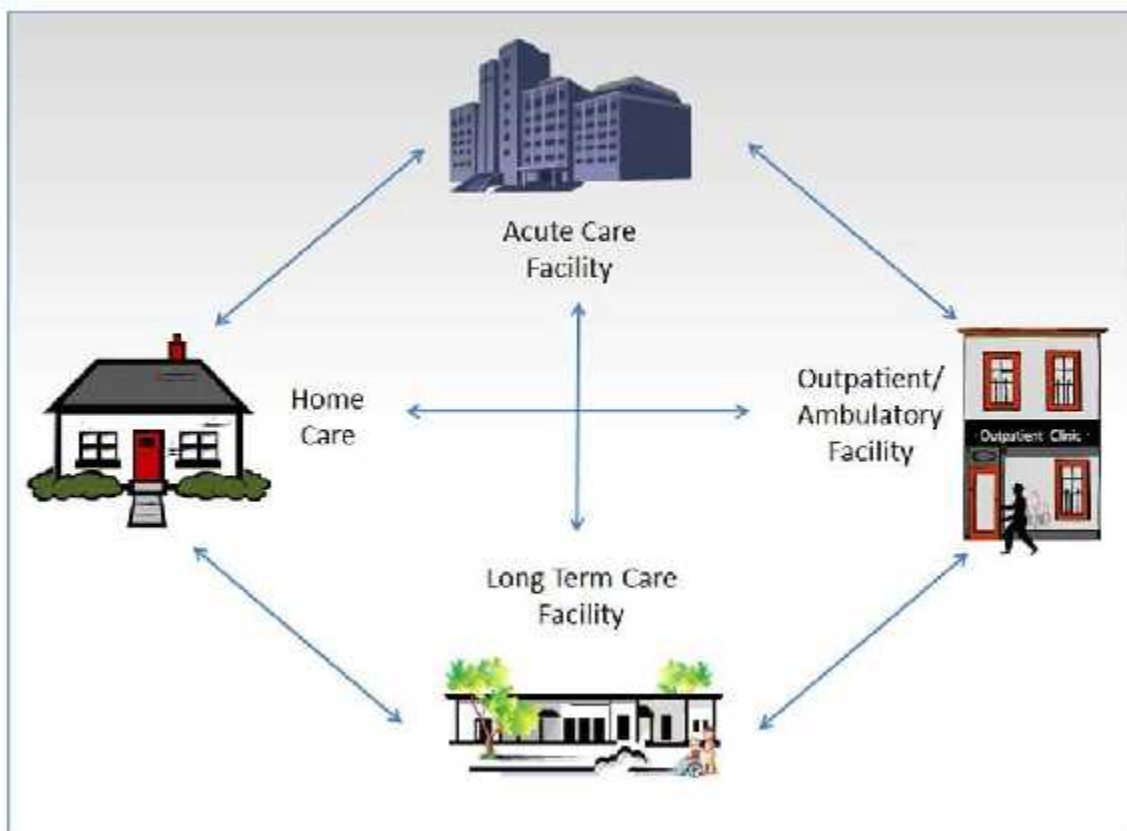 Acute Care
Facility
Home
Care
Outpatient/
Ambulatory
Facility
Outpatient Clinic
Long Term Care
Facility